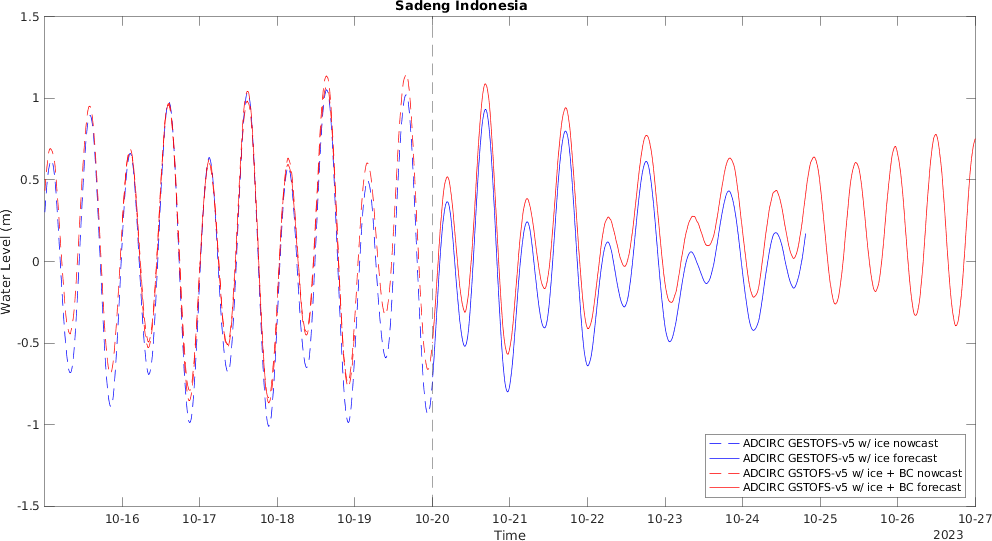 Sadeng Indonesia
1.5
1
0.5
0
-0.5
-1
-1.5
Water Level (m)
10-16 10-17 10-18 10-19 10-20 10-21 10-22 10-23 10-24 10-25 10-26 10-27
Time
2023
ADCIRC GESTOFS-v5 w/ ice nowcast
ADCIRC GESTOFS-v5 w/ ice forecast
ADCIRC GSTOFS-v5 w/ ice + BC nowcast
ADCIRC GSTOFS-v5 w/ ice + BC forecast